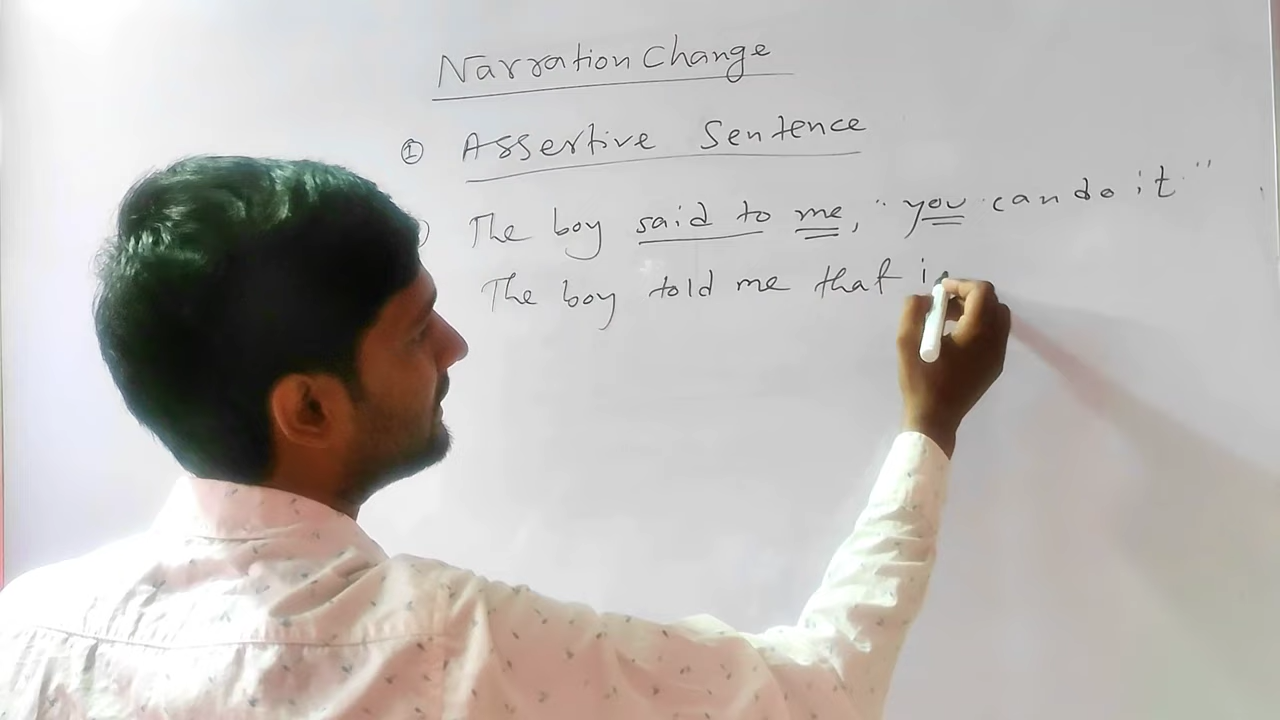 Narration Change
① Assertive Sentence
) The boy said to me, "you can do it"
The boy told me that